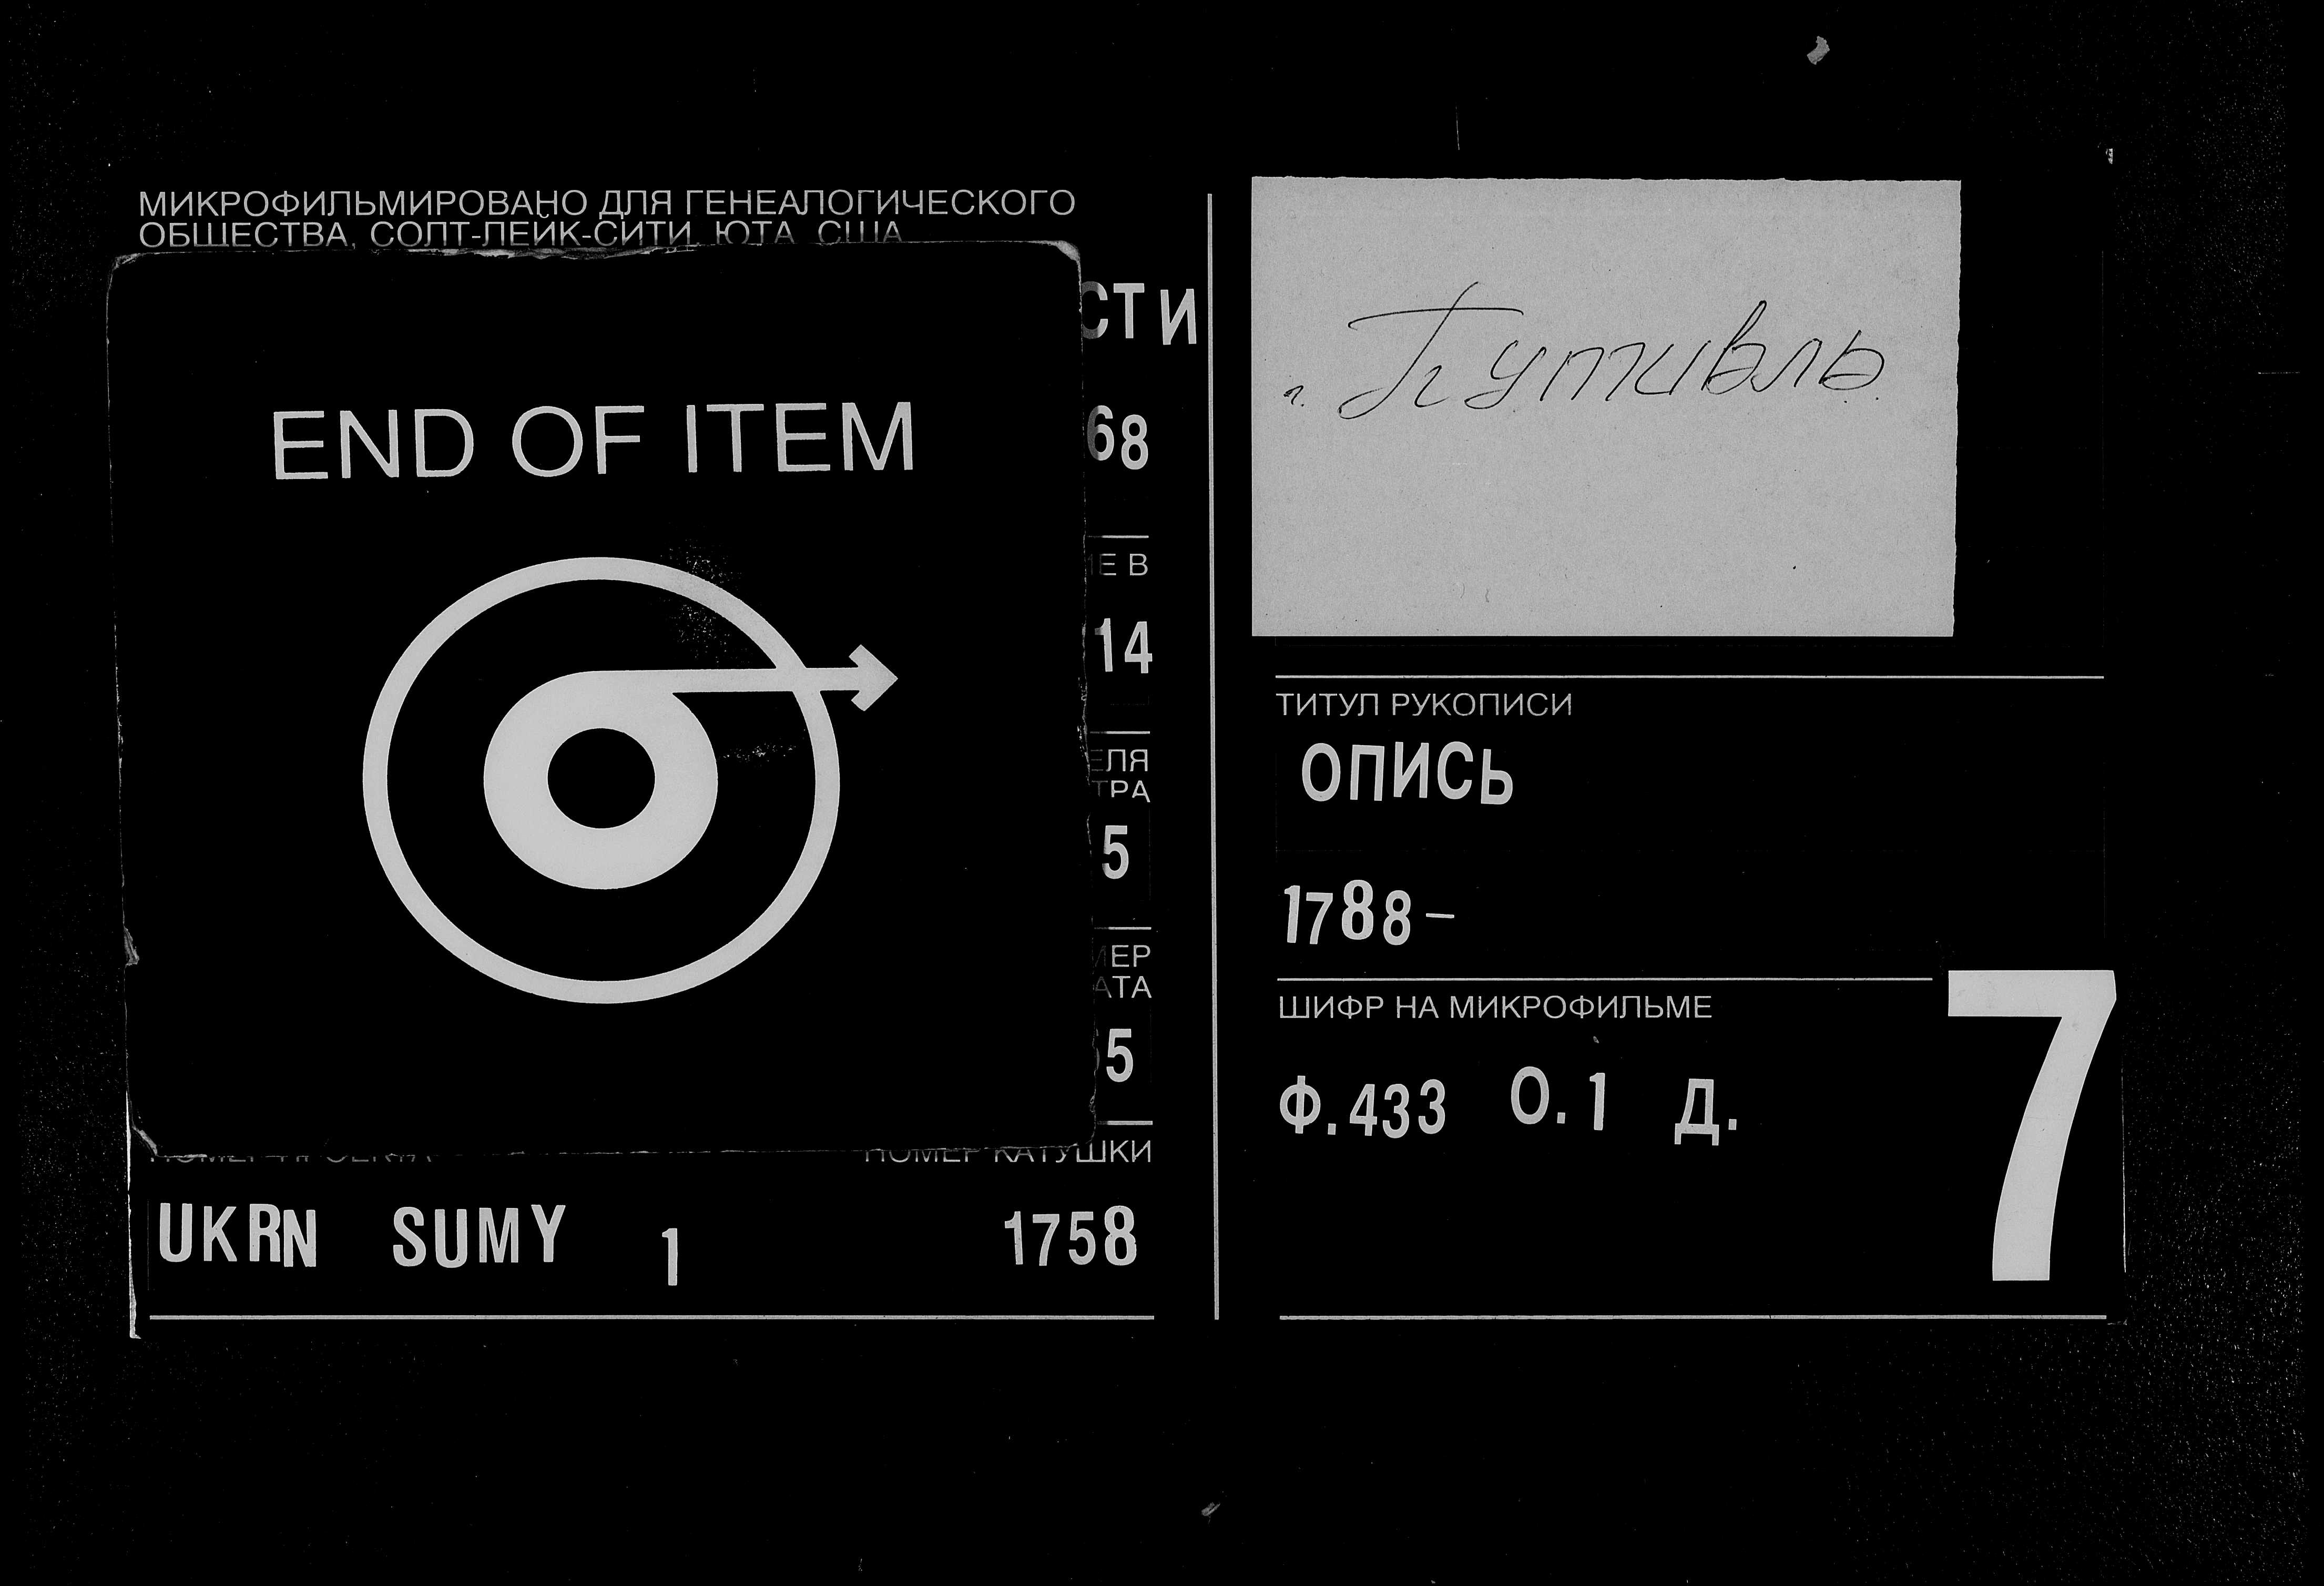 МИКРОФИЛЬМИРОВАНО ДЛЯ ГЕНЕАЛОГИЧЕСКОГО
ОБЩЕСТВА, СОЛТ-ЛЕЙК-СИТИ, ЮТА, США
СТИ
END OF ITEM
68
Е В
14
ЕЛЯ
ТРА
5
МЕР
АТА
5
НОМЕР КАТУШКИ
UKRN SUMY 1 1758
г. Путивль
ТИТУЛ РУКОПИСИ
ОПИСЬ
1788-
ШИФР НА МИКРОФИЛЬМЕ
Ф.433 О.1 Д.
7